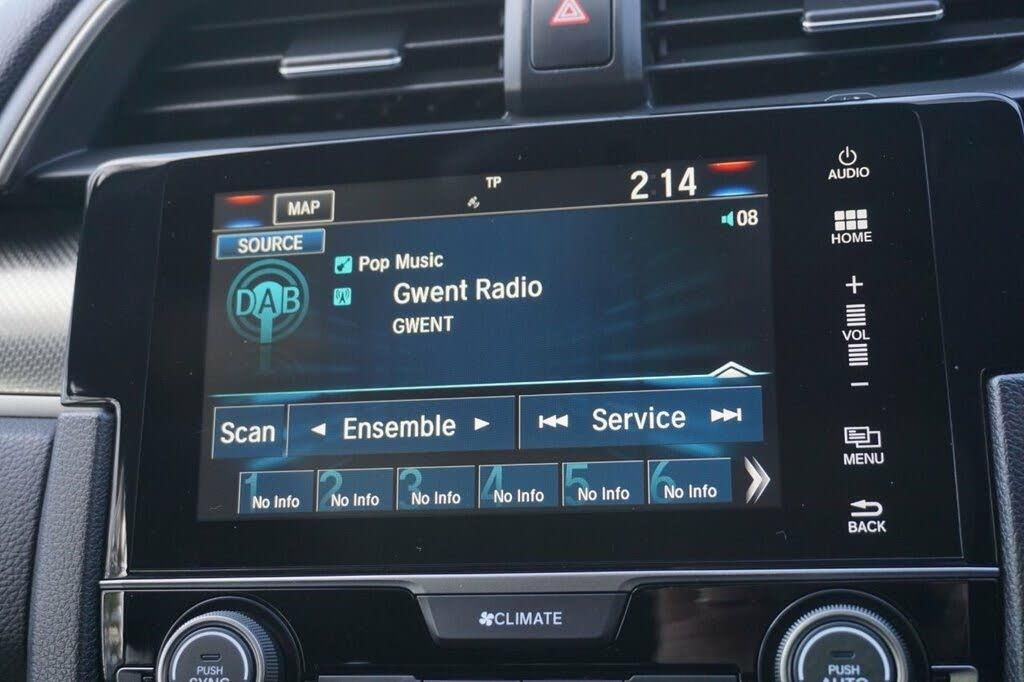 TP
2:14
MAP
08
SOURCE
DAB
Pop Music
Gwent Radio
GWENT
Scan
Ensemble
Service
1 No Info
2 No Info
3 No Info
4 No Info
5 No Info
6 No Info
AUDIO
HOME
+
VOL
−
MENU
BACK
CLIMATE
PUSH
SYNC
PUSH
AUTO